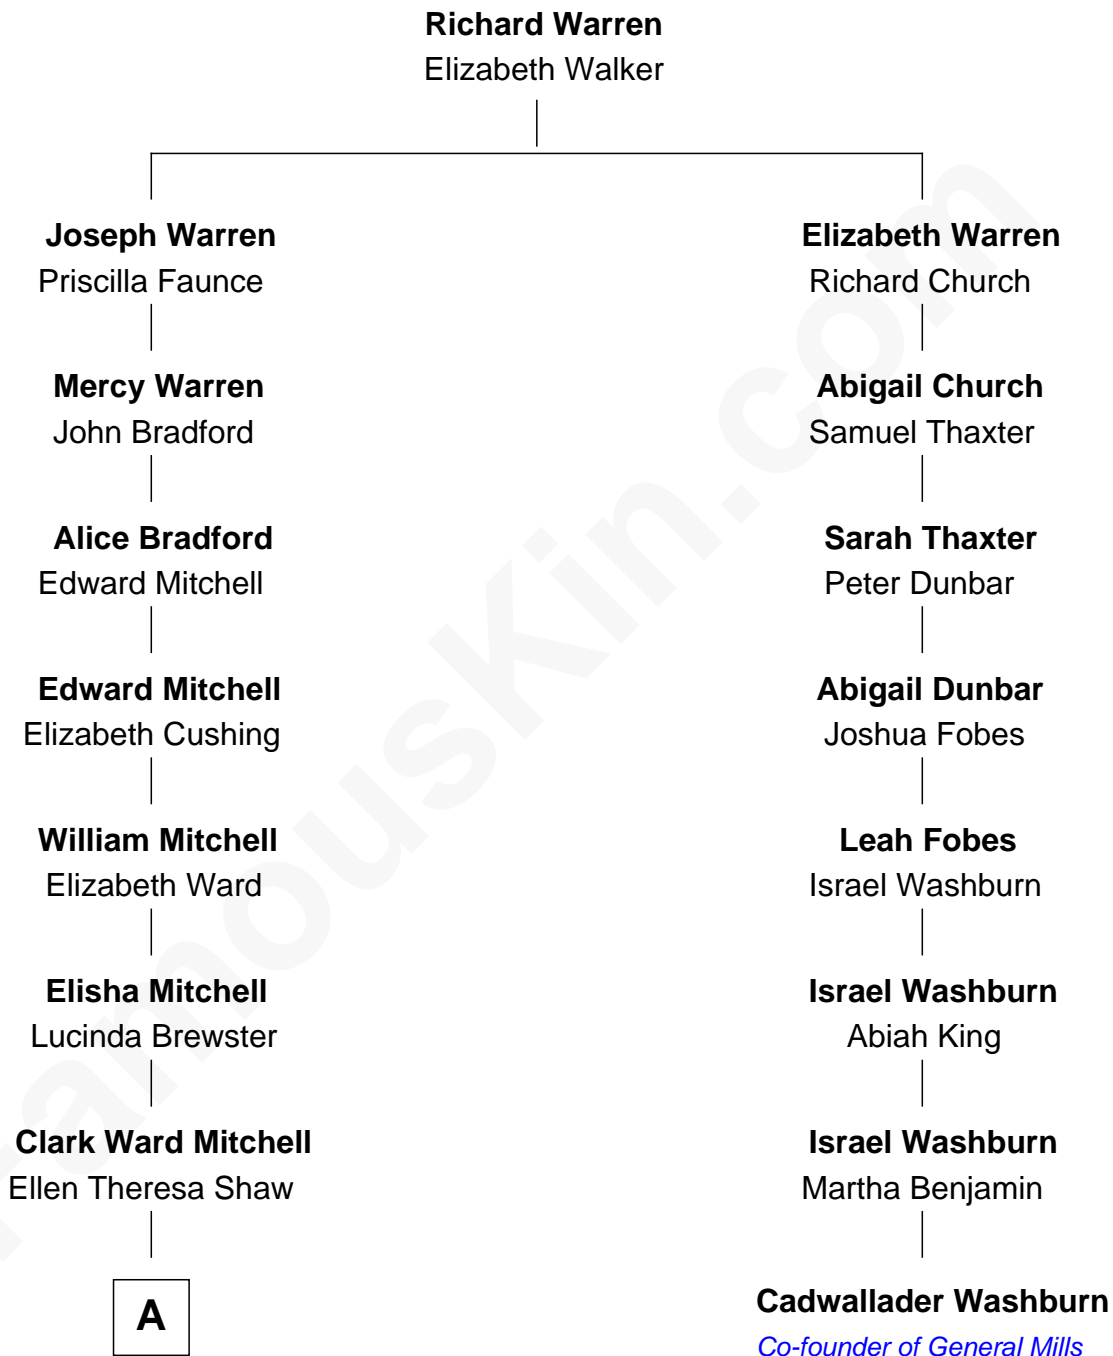 Richard Warren
Elizabeth Walker
Joseph Warren
Priscilla Faunce
Elizabeth Warren
Richard Church
Mercy Warren
John Bradford
Abigail Church
Samuel Thaxter
Alice Bradford
Edward Mitchell
Sarah Thaxter
Peter Dunbar
Edward Mitchell
Elizabeth Cushing
Abigail Dunbar
Joshua Fobes
William Mitchell
Elizabeth Ward
Leah Fobes
Israel Washburn
Elisha Mitchell
Lucinda Brewster
Israel Washburn
Abiah King
Clark Ward Mitchell
Ellen Theresa Shaw
Israel Washburn
Martha Benjamin
A
Cadwallader Washburn
Co-founder of General Mills
FamousKin.com